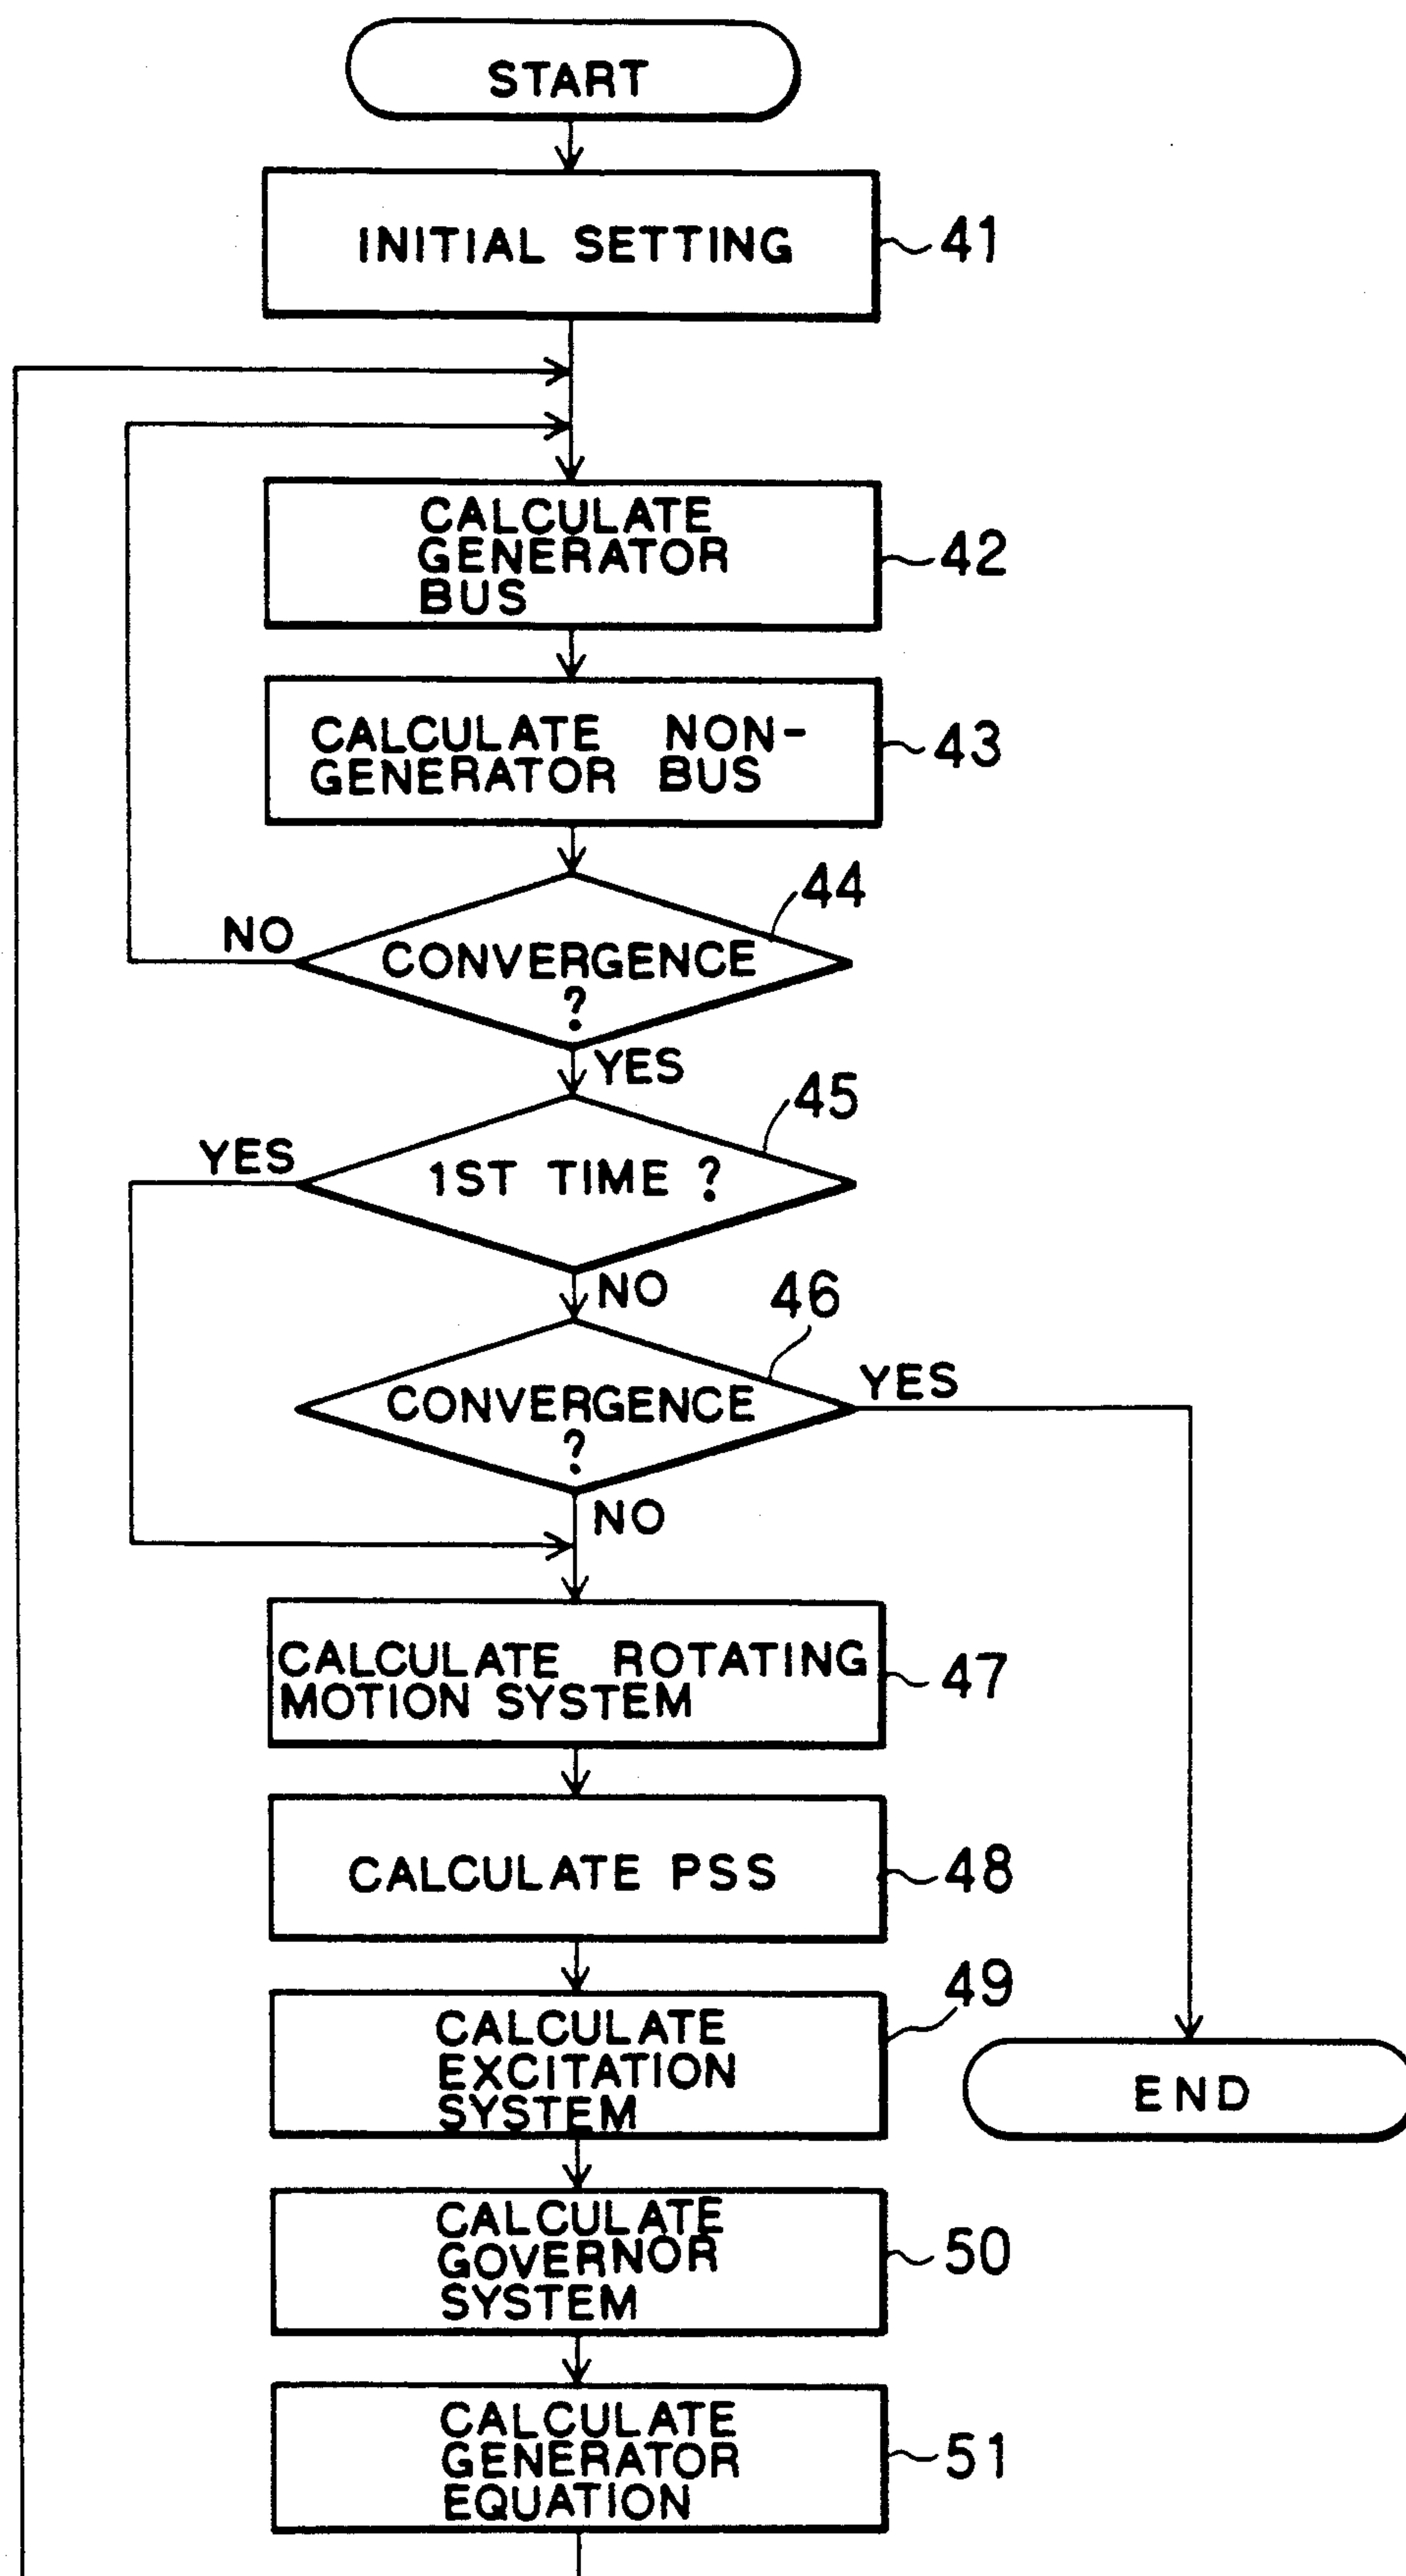 START
INITIAL SETTING
41
CALCULATE
GENERATOR
BUS
42
CALCULATE NON-
GENERATOR BUS
43
44
NO
CONVERGENCE
?
YES
45
YES
1ST TIME ?
NO
46
YES
CONVERGENCE
?
NO
CALCULATE ROTATING
MOTION SYSTEM
47
CALCULATE PSS
48
49
CALCULATE
EXCITATION
SYSTEM
END
CALCULATE
GOVERNOR
SYSTEM
50
CALCULATE
GENERATOR
EQUATION
51